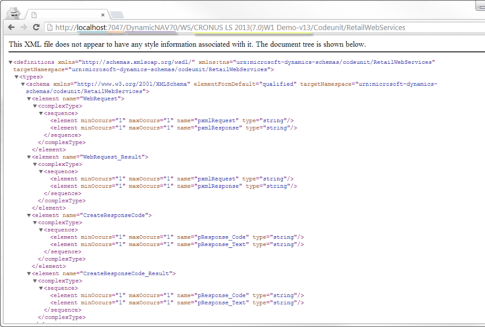 http://localhost:7047/DynamicNAV70/WS/CRONUS LS 2013(7.0)W1 Demo-v13/Codeunit/RetailWebServices
This XML file does not appear to have any style information associated with it. The document tree is shown below.
▼<definitions xmlns="http://schemas.xmlsoap.org/wsdl/" xmlns:tns="urn:microsoft-dynamics-schemas/codeunit/RetailWebServices"
targetNamespace="urn:microsoft-dynamics-schemas/codeunit/RetailWebServices">
▼<types>
▼<schema xmlns="http://www.w3.org/2001/XMLSchema" elementFormDefault="qualified" targetNamespace="urn:microsoft-dynamics-
schemas/codeunit/RetailWebServices">
▼<element name="WebRequest">
▼<complexType>
▼<sequence>
<element minOccurs="1" maxOccurs="1" name="pxmlRequest" type="string"/>
<element minOccurs="1" maxOccurs="1" name="pxmlResponse" type="string"/>
</sequence>
</complexType>
</element>
▼<element name="WebRequest_Result">
▼<complexType>
▼<sequence>
<element minOccurs="1" maxOccurs="1" name="pxmlRequest" type="string"/>
<element minOccurs="1" maxOccurs="1" name="pxmlResponse" type="string"/>
</sequence>
</complexType>
</element>
▼<element name="CreateResponseCode">
▼<complexType>
▼<sequence>
<element minOccurs="1" maxOccurs="1" name="pResponse_Code" type="string"/>
<element minOccurs="1" maxOccurs="1" name="pResponse_Text" type="string"/>
</sequence>
</complexType>
</element>
▼<element name="CreateResponseCode_Result">
▼<complexType>
▼<sequence>
<element minOccurs="1" maxOccurs="1" name="pResponse_Code" type="string"/>
<element minOccurs="1" maxOccurs="1" name="pResponse_Text" type="string"/>
</sequence>
</complexType>